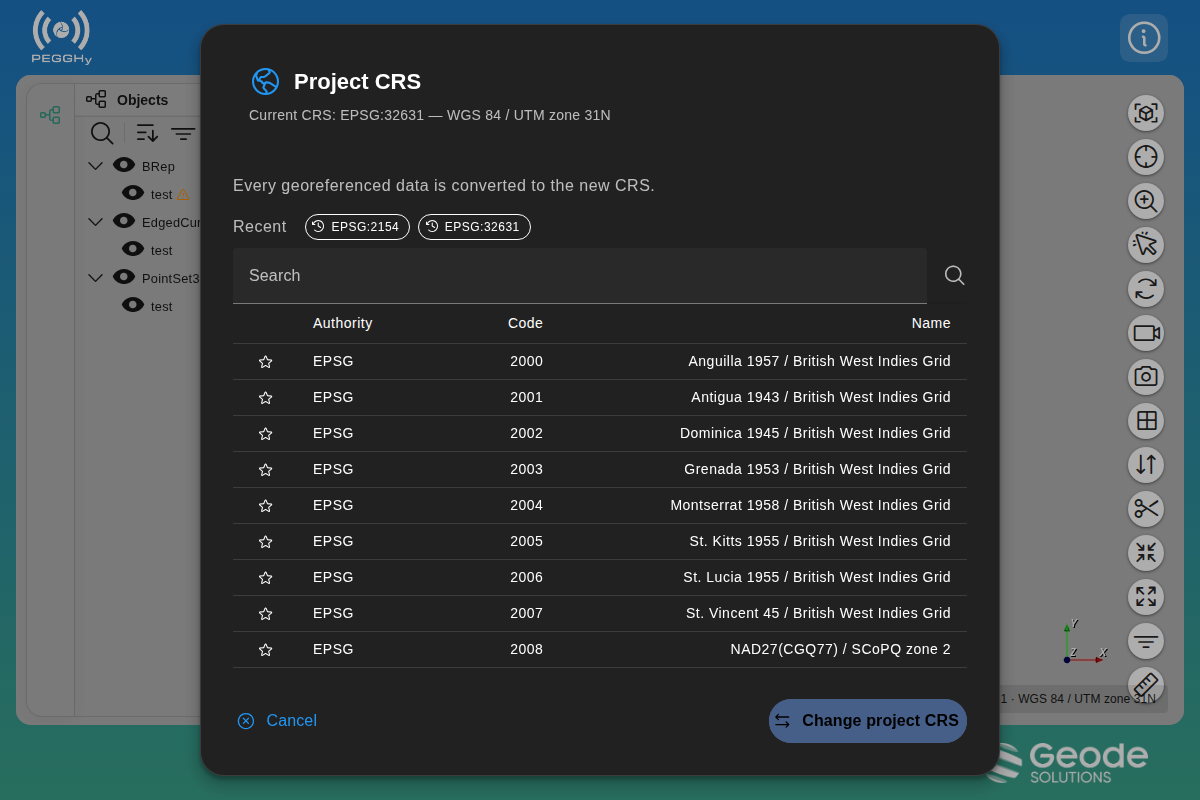 PEGGHy
Project CRS
Current CRS: EPSG:32631 — WGS 84 / UTM zone 31N
Objects
BRep
test
EdgedCur
test
PointSet3
test
Every georeferenced data is converted to the new CRS.
Recent EPSG:2154 EPSG:32631
Search
Authority Code Name
EPSG 2000 Anguilla 1957 / British West Indies Grid
EPSG 2001 Antigua 1943 / British West Indies Grid
EPSG 2002 Dominica 1945 / British West Indies Grid
EPSG 2003 Grenada 1953 / British West Indies Grid
EPSG 2004 Montserrat 1958 / British West Indies Grid
EPSG 2005 St. Kitts 1955 / British West Indies Grid
EPSG 2006 St. Lucia 1955 / British West Indies Grid
EPSG 2007 St. Vincent 45 / British West Indies Grid
EPSG 2008 NAD27(CGQ77) / SCoPQ zone 2
Cancel Change project CRS
Y
Z X
1 · WGS 84 / UTM zone 31N
Geode
SOLUTIONS